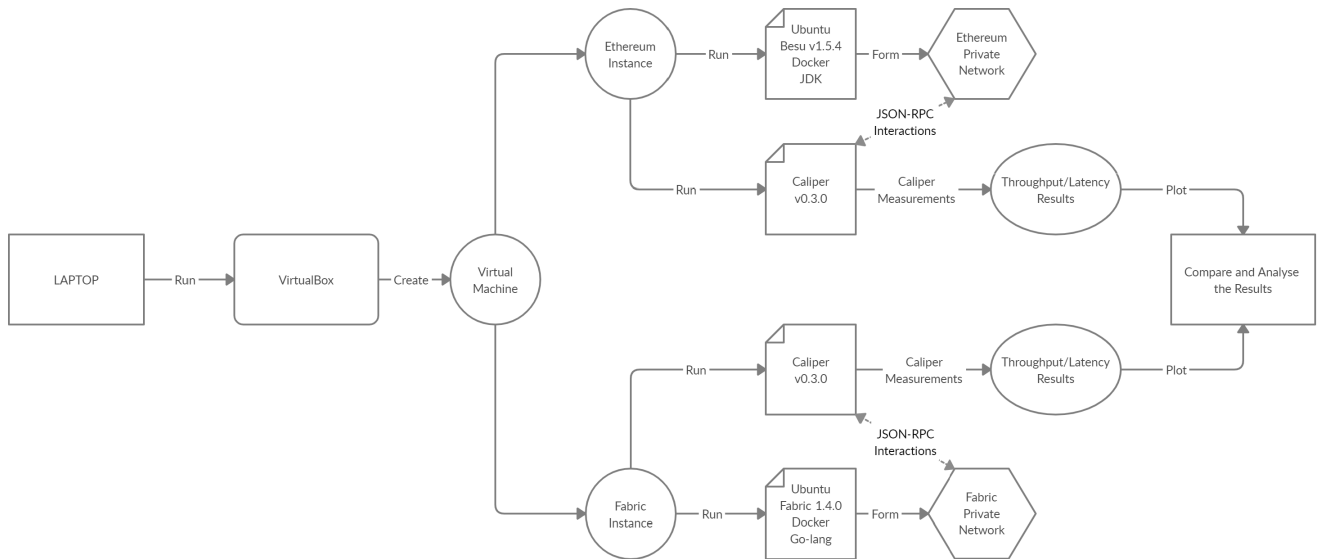 LAPTOP
Run
VirtualBox
Create
Virtual
Machine
Ethereum
Instance
Run
Ubuntu
Besu v1.5.4
Docker
JDK
Form
Ethereum
Private
Network
JSON-RPC
Interactions
Run
Caliper
v0.3.0
Caliper
Measurements
Throughput/Latency
Results
Plot
Compare and Analyse
the Results
Run
Caliper
v0.3.0
Caliper
Measurements
Throughput/Latency
Results
Plot
JSON-RPC
Interactions
Fabric
Instance
Run
Ubuntu
Fabric 1.4.0
Docker
Go-lang
Form
Fabric
Private
Network